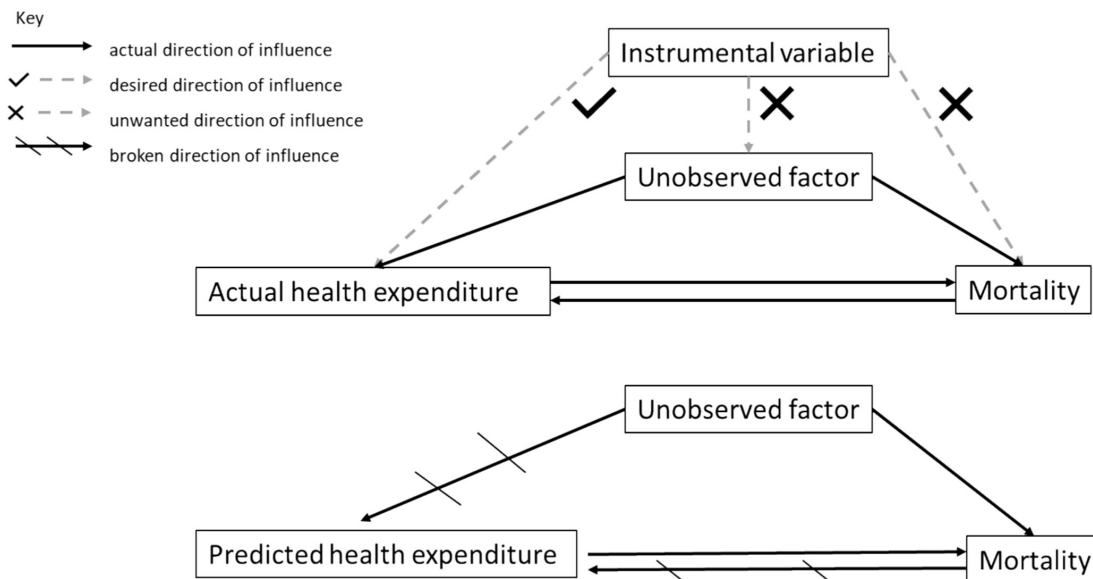 Key
actual direction of influence
desired direction of influence
unwanted direction of influence
broken direction of influence
Instrumental variable
Unobserved factor
Actual health expenditure
Mortality
Unobserved factor
Predicted health expenditure
Mortality